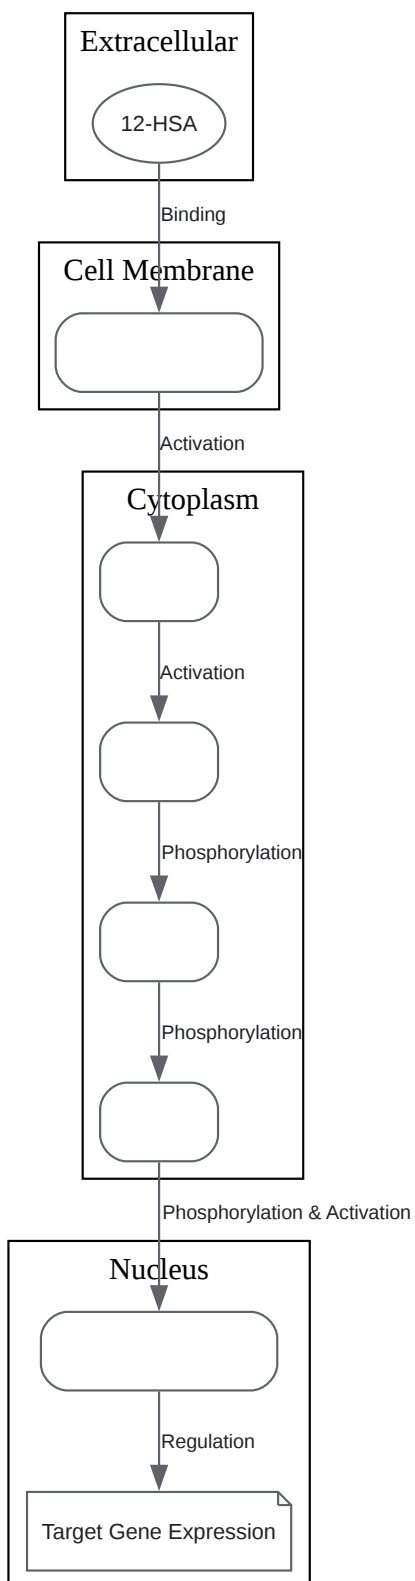 Extracellular
12-HSA
Binding
Cell Membrane
Activation
Cytoplasm
Activation
Phosphorylation
Phosphorylation
Phosphorylation & Activation
Nucleus
Regulation
Target Gene Expression